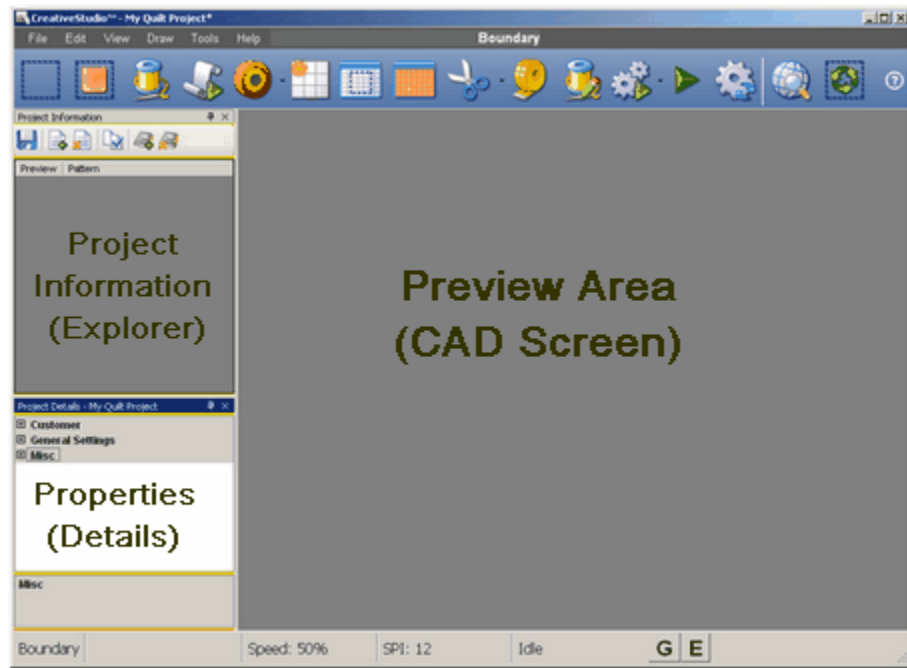 CreativeStudio™ - My Quilt Project*
File Edit View Draw Tools Help Boundary
Project Information
Preview Pattern
Project
Information
(Explorer)
Preview Area
(CAD Screen)
Project Details - My Quilt Project
Customer
General Settings
Misc
Properties
(Details)
Misc
Boundary Speed: 50% SPI: 12 Idle G E